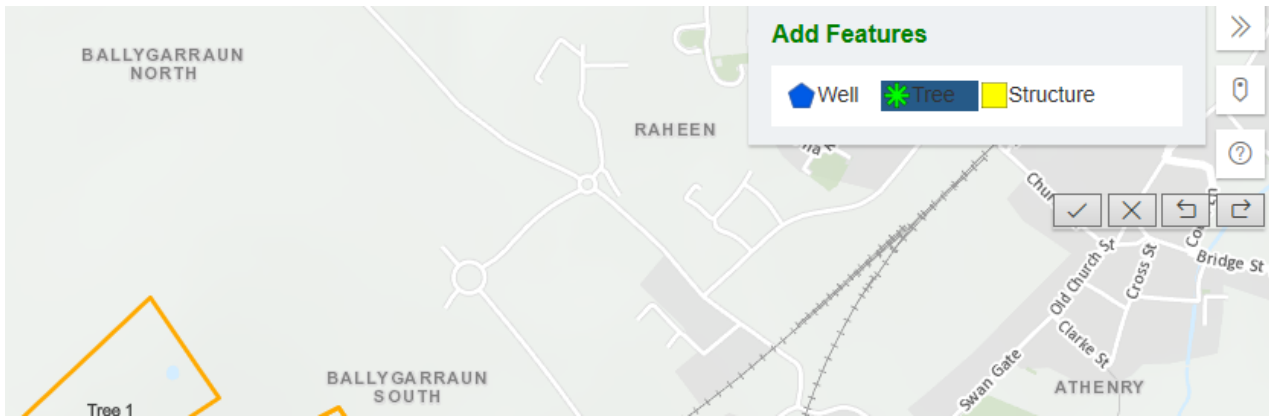 BALLYGARRAUN
NORTH
Add Features
Well
Tree
Structure
RAHEEN
Old Church St
Cross St
Bridge St
Clarke St
Swan Gate
ATHENRY
BALLYGARRAUN
SOUTH
Tree 1